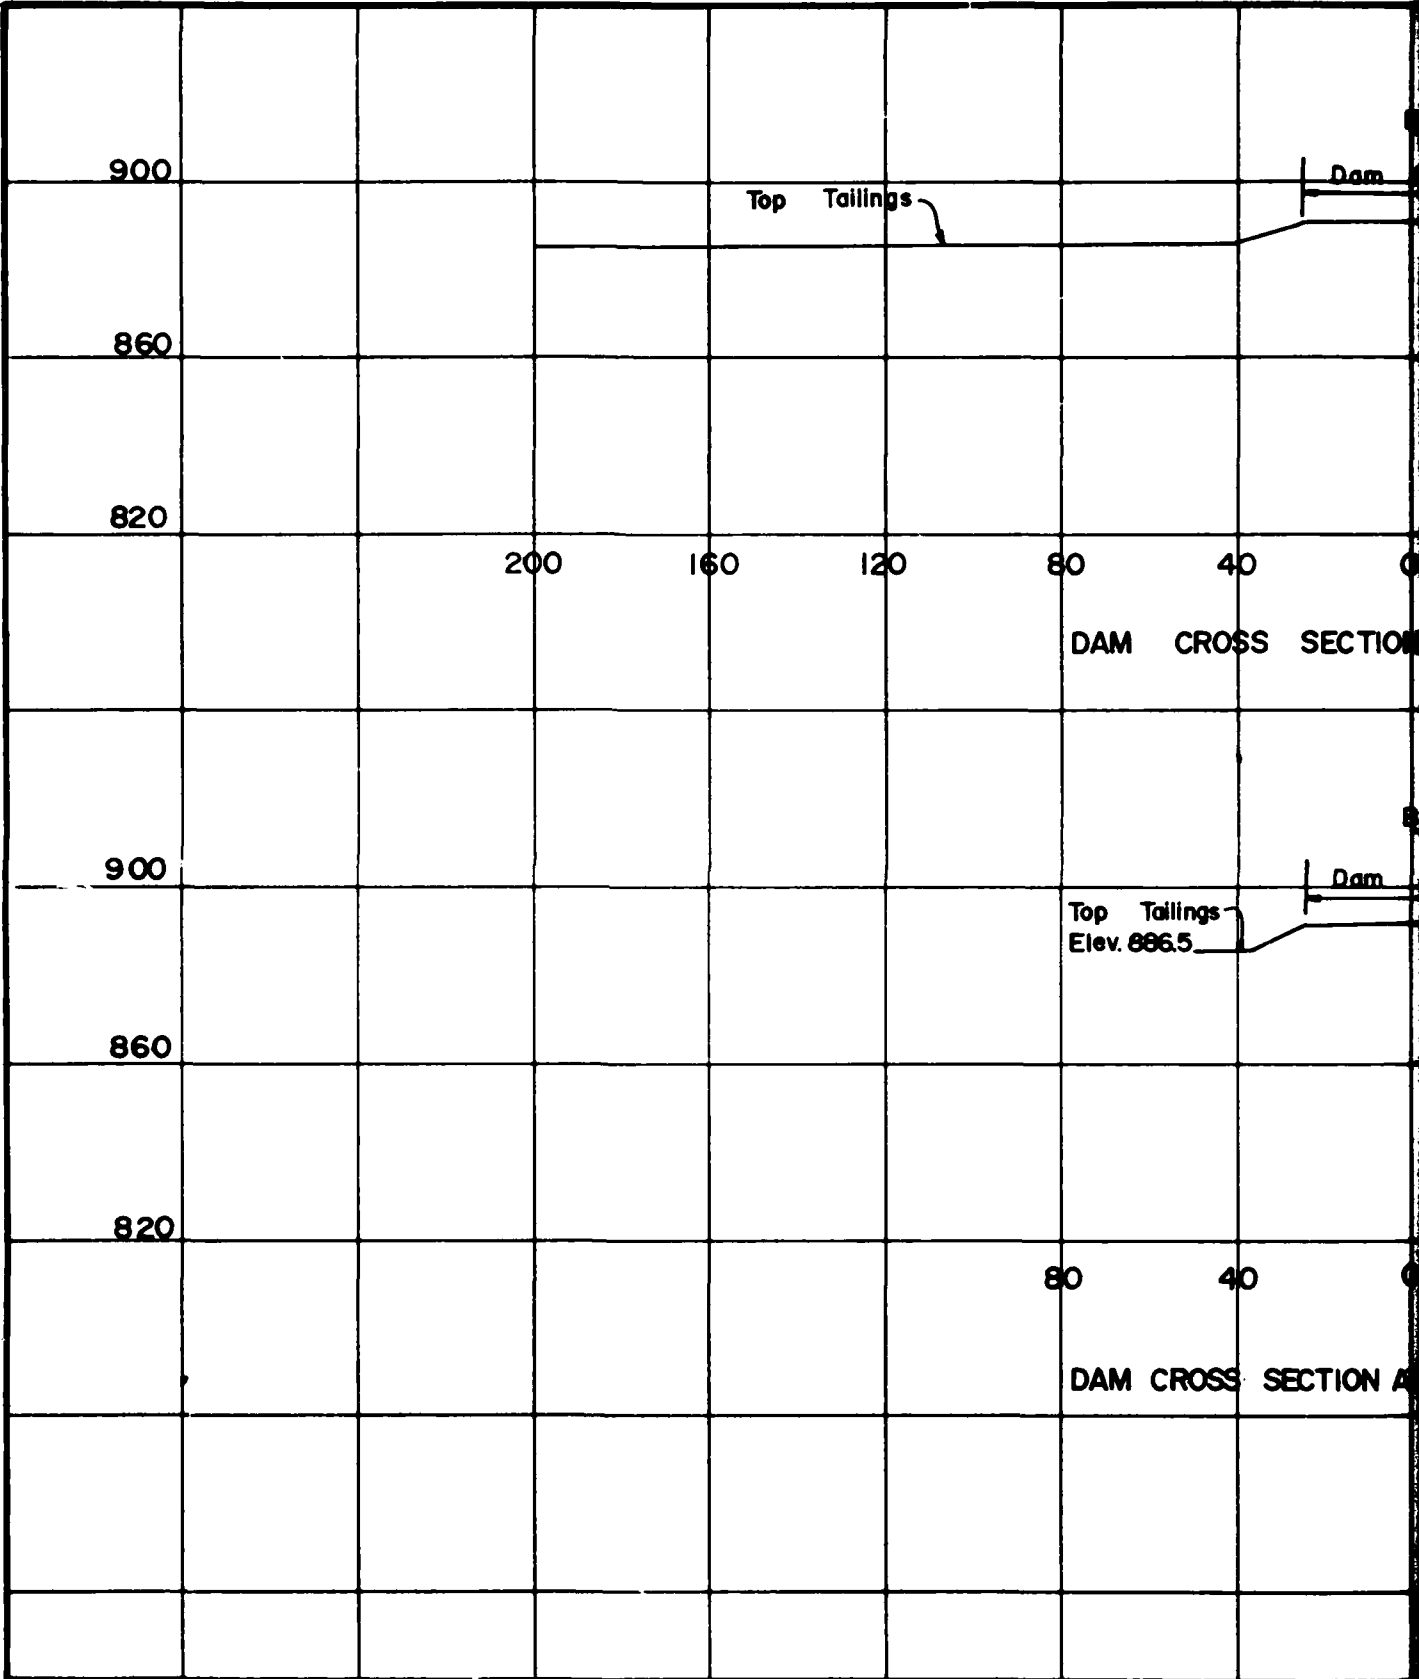 900
Dam
Top Tailings
860
820
200 160 120 80 40
DAM CROSS SECTION
900
Dam
Top Tailings
Elev. 886.5
860
820
80 40
DAM CROSS SECTION A